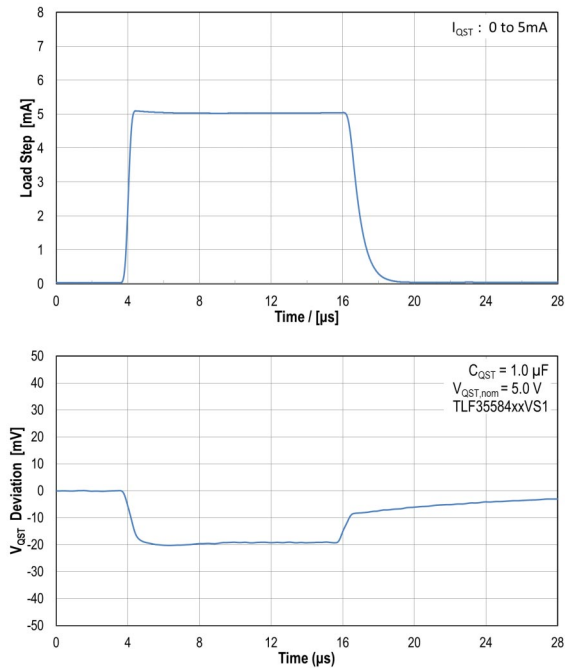 8
I_QST : 0 to 5mA
7
6
5
4
3
2
1
0
Load Step [mA]
0 4 8 12 16 20 24 28
Time / [µs]
50
C_QST = 1.0 µF
40
V_QST,nom = 5.0 V
30
TLF35584xxVS1
20
10
0
-10
-20
-30
-40
-50
V_QST Deviation [mV]
0 4 8 12 16 20 24 28
Time (µs)